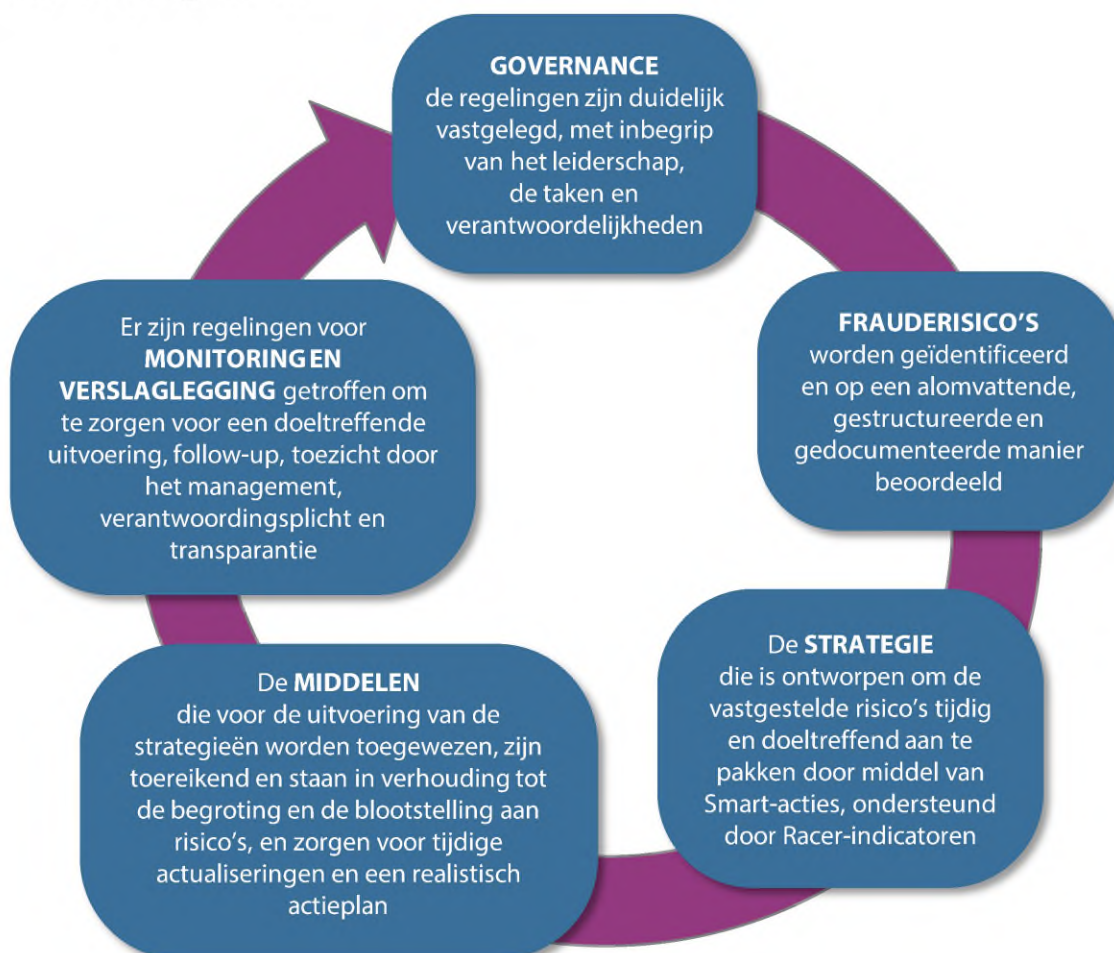 GOVERNANCE
de regelingen zijn duidelijk
vastgelegd, met inbegrip
van het leiderschap,
de taken en
verantwoordelijkheden
FRAUDERISICO'S
worden geïdentificeerd
en op een alomvattende,
gestructureerde en
gedocumenteerde manier
beoordeeld
De STRATEGIE
die is ontworpen om de
vastgestelde risico's tijdig
en doeltreffend aan te
pakken door middel van
Smart-acties, ondersteund
door Racer-indicatoren
De MIDDELEN
die voor de uitvoering van de
strategieën worden toegewezen, zijn
toereikend en staan in verhouding tot
de begroting en de blootstelling aan
risico's, en zorgen voor tijdige
actualiseringen en een realistisch
actieplan
Er zijn regelingen voor
MONITORING EN
VERSLAGLEGGING getroffen om
te zorgen voor een doeltreffende
uitvoering, follow-up, toezicht door
het management,
verantwoordingsplicht en
transparantie